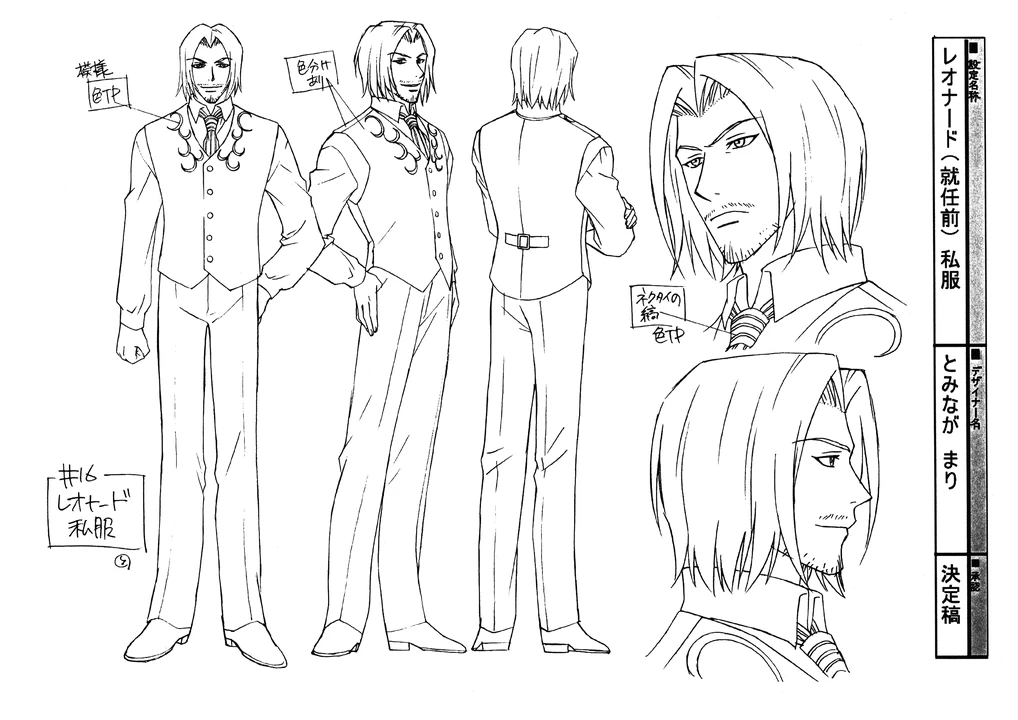 模様
色TP
色分け
あり
ネクタイの
縞
色TP
#16
レオナード
私服
■設定名称
レオナード(就任前) 私服
■デザイナー名
とみなが まり
■承認
決定稿